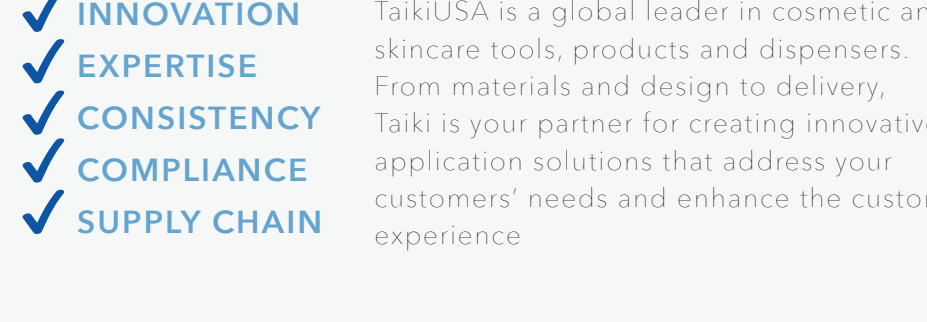 INNOVATION
EXPERTISE
CONSISTENCY
COMPLIANCE
SUPPLY CHAIN
TaikiUSA is a global leader in cosmetic
skincare tools, products and dispensers.
From materials and design to delivery,
Taiki is your partner for creating
application solutions that address your
customers’ needs and enhance the
experience